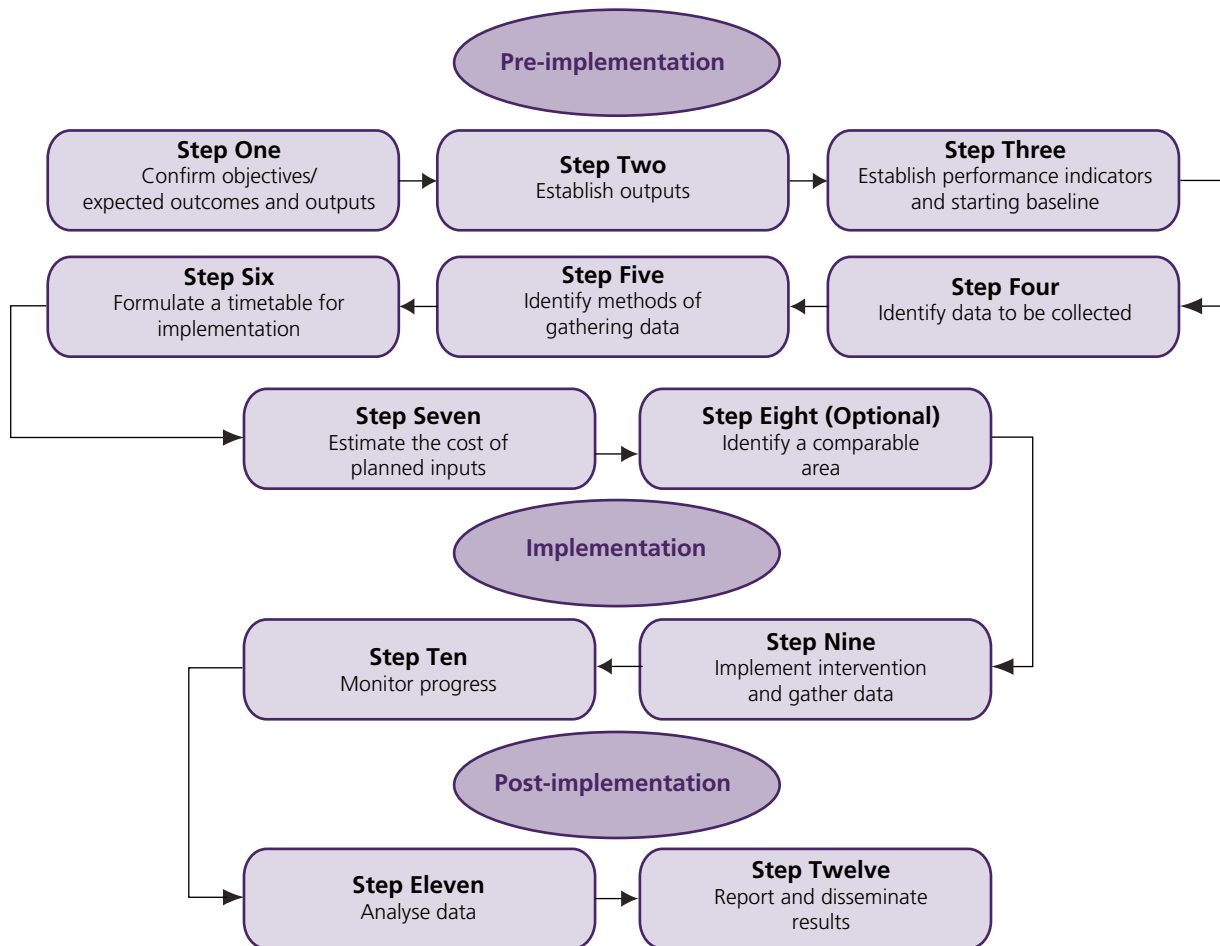 Pre-implementation
Step One
Confirm objectives/
expected outcomes and outputs
Step Two
Establish outputs
Step Three
Establish performance indicators
and starting baseline
Step Four
Identify data to be collected
Step Five
Identify methods of
gathering data
Step Six
Formulate a timetable for
implementation
Step Seven
Estimate the cost of
planned inputs
Step Eight (Optional)
Identify a comparable
area
Implementation
Step Nine
Implement intervention
and gather data
Step Ten
Monitor progress
Post-implementation
Step Eleven
Analyse data
Step Twelve
Report and disseminate
results